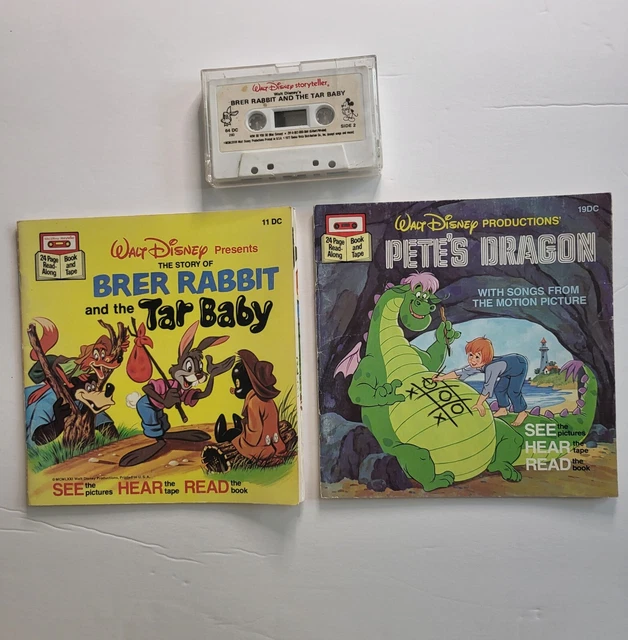 Walt Disney storyteller
Walt Disney's
BRER RABBIT AND THE TAR BABY
SIDE 2
11 DC
24 Page
Read-
Along
Book
and
Tape
Walt Disney Presents
THE STORY OF
BRER RABBIT
and the Tar Baby
SEE the pictures HEAR the tape READ the book
19DC
24 Page
Read-
Along
Book
and
Tape
Walt Disney PRODUCTIONS'
PETE'S DRAGON
WITH SONGS FROM
THE MOTION PICTURE
X O
X O O
X
SEE the pictures
HEAR the tape
READ the book